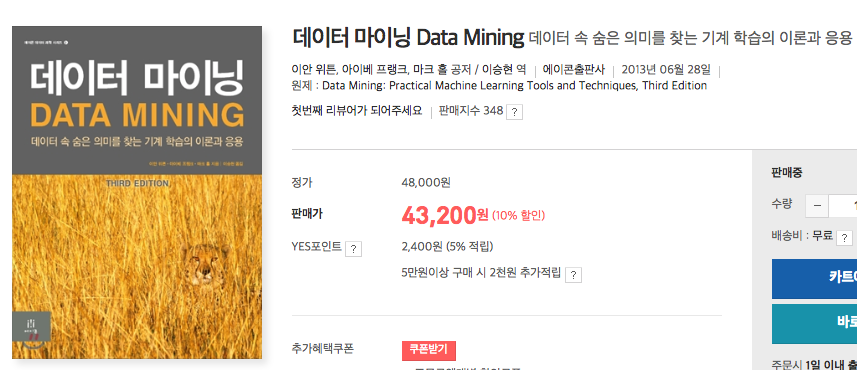 데이터 마이닝
DATA MINING
데이터 속 숨은 의미를 찾는 기계 학습의 이론과 응용
THIRD EDITION
데이터 마이닝 Data Mining 데이터 속 숨은 의미를 찾는 기계 학습의 이론과 응용
이안 위튼, 아이베 프랭크, 마크 홀 공저 / 이승현 역 | 에이콘출판사 | 2013년 06월 28일 |
원제 : Data Mining: Practical Machine Learning Tools and Techniques, Third Edition
첫번째 리뷰어가 되어주세요 | 판매지수 348 ?
정가 48,000원
판매가 43,200원 (10% 할인)
YES포인트 ? 2,400원 (5% 적립)
5만원이상 구매 시 2천원 추가적립 ?
추가혜택쿠폰 쿠폰받기
판매중
수량 −
배송비 : 무료 ?
카트에
바로
주문시 1일 이내 출